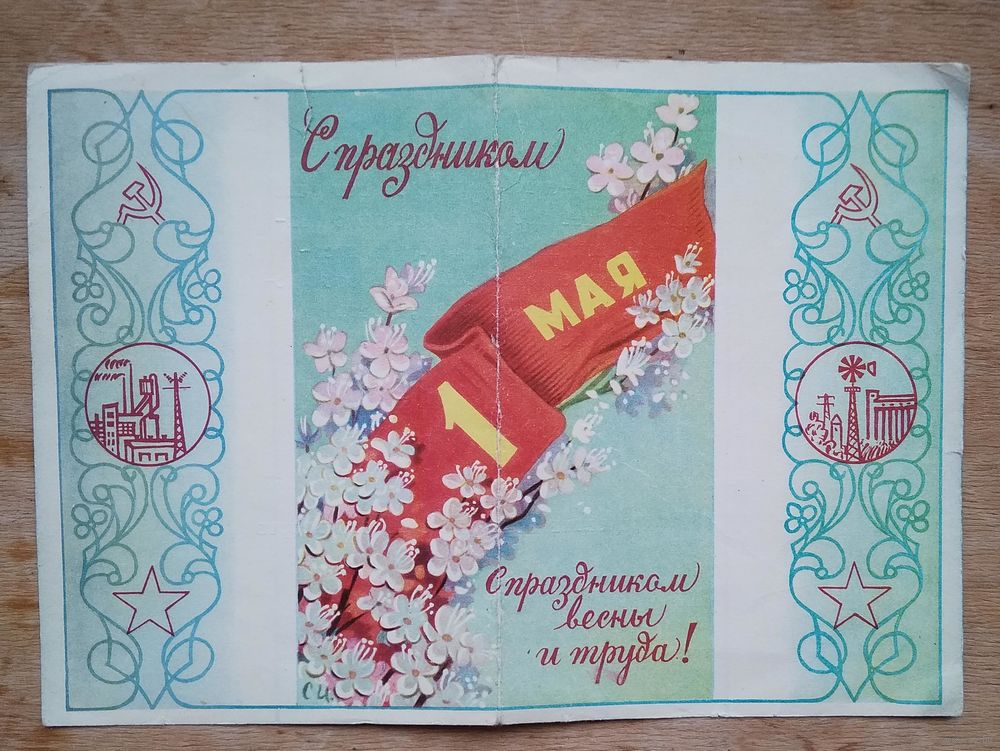 С праздником
МАЯ
1
С праздником
весны
и труда!